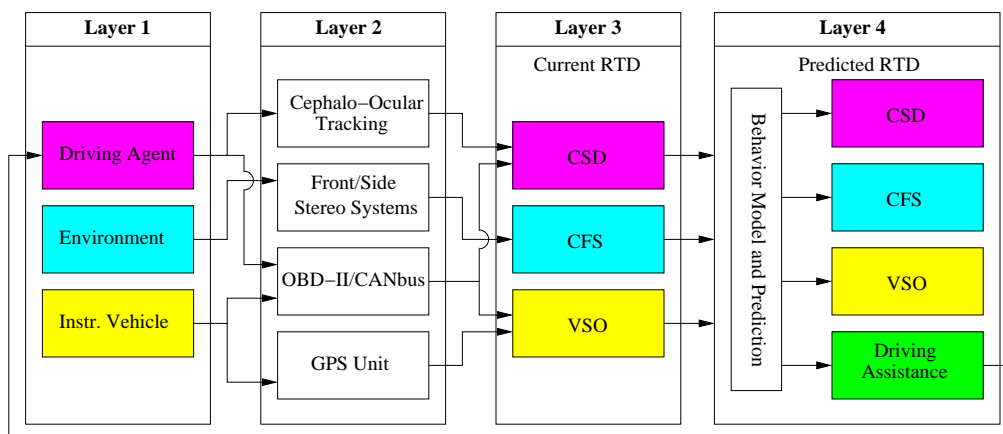 Layer 1
Driving Agent
Environment
Instr. Vehicle
Layer 2
Cephalo−Ocular
Tracking
Front/Side
Stereo Systems
OBD−II/CANbus
GPS Unit
Layer 3
Current RTD
CSD
CFS
VSO
Layer 4
Predicted RTD
Behavior Model and Prediction
CSD
CFS
VSO
Driving
Assistance